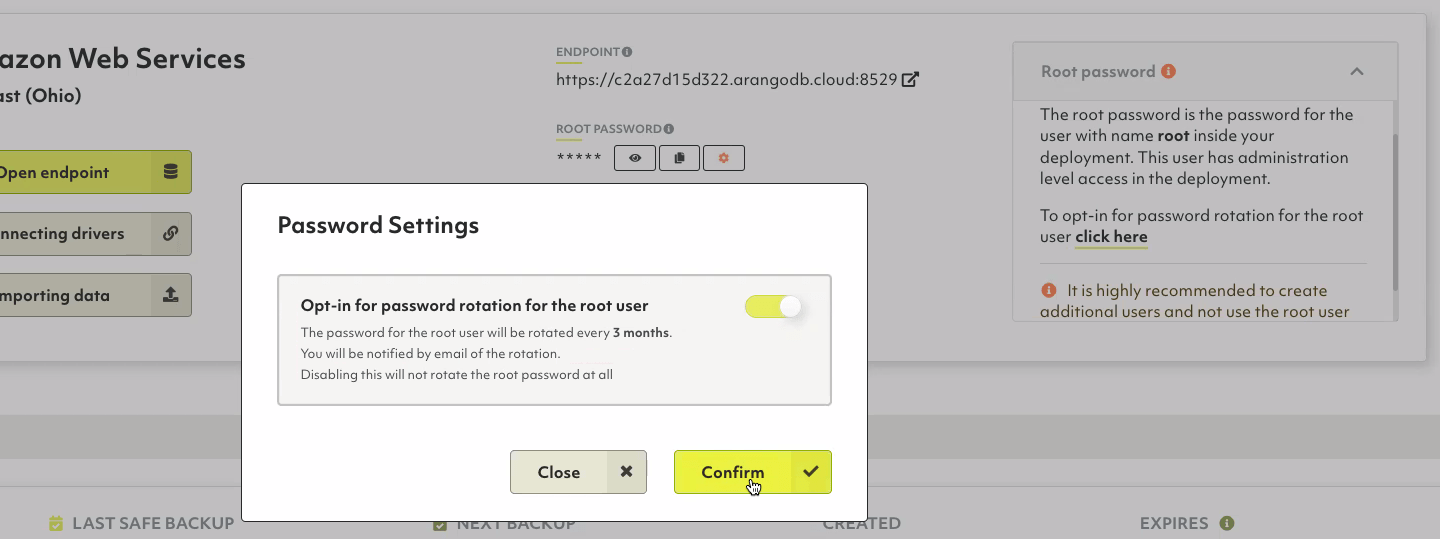 azon Web Services
ast (Ohio)
Open endpoint
nnecting drivers
mporting data
ENDPOINT
https://c2a27d15d322.arangodb.cloud:8529
ROOT PASSWORD
*****
Root password
The root password is the password for the
user with name root inside your
deployment. This user has administration
level access in the deployment.
To opt-in for password rotation for the root
user click here
It is highly recommended to create
additional users and not use the root user
Password Settings
Opt-in for password rotation for the root user
The password for the root user will be rotated every 3 months.
You will be notified by email of the rotation.
Disabling this will not rotate the root password at all
Close
Confirm
LAST SAFE BACKUP
NEXT BACKUP
CREATED
EXPIRES